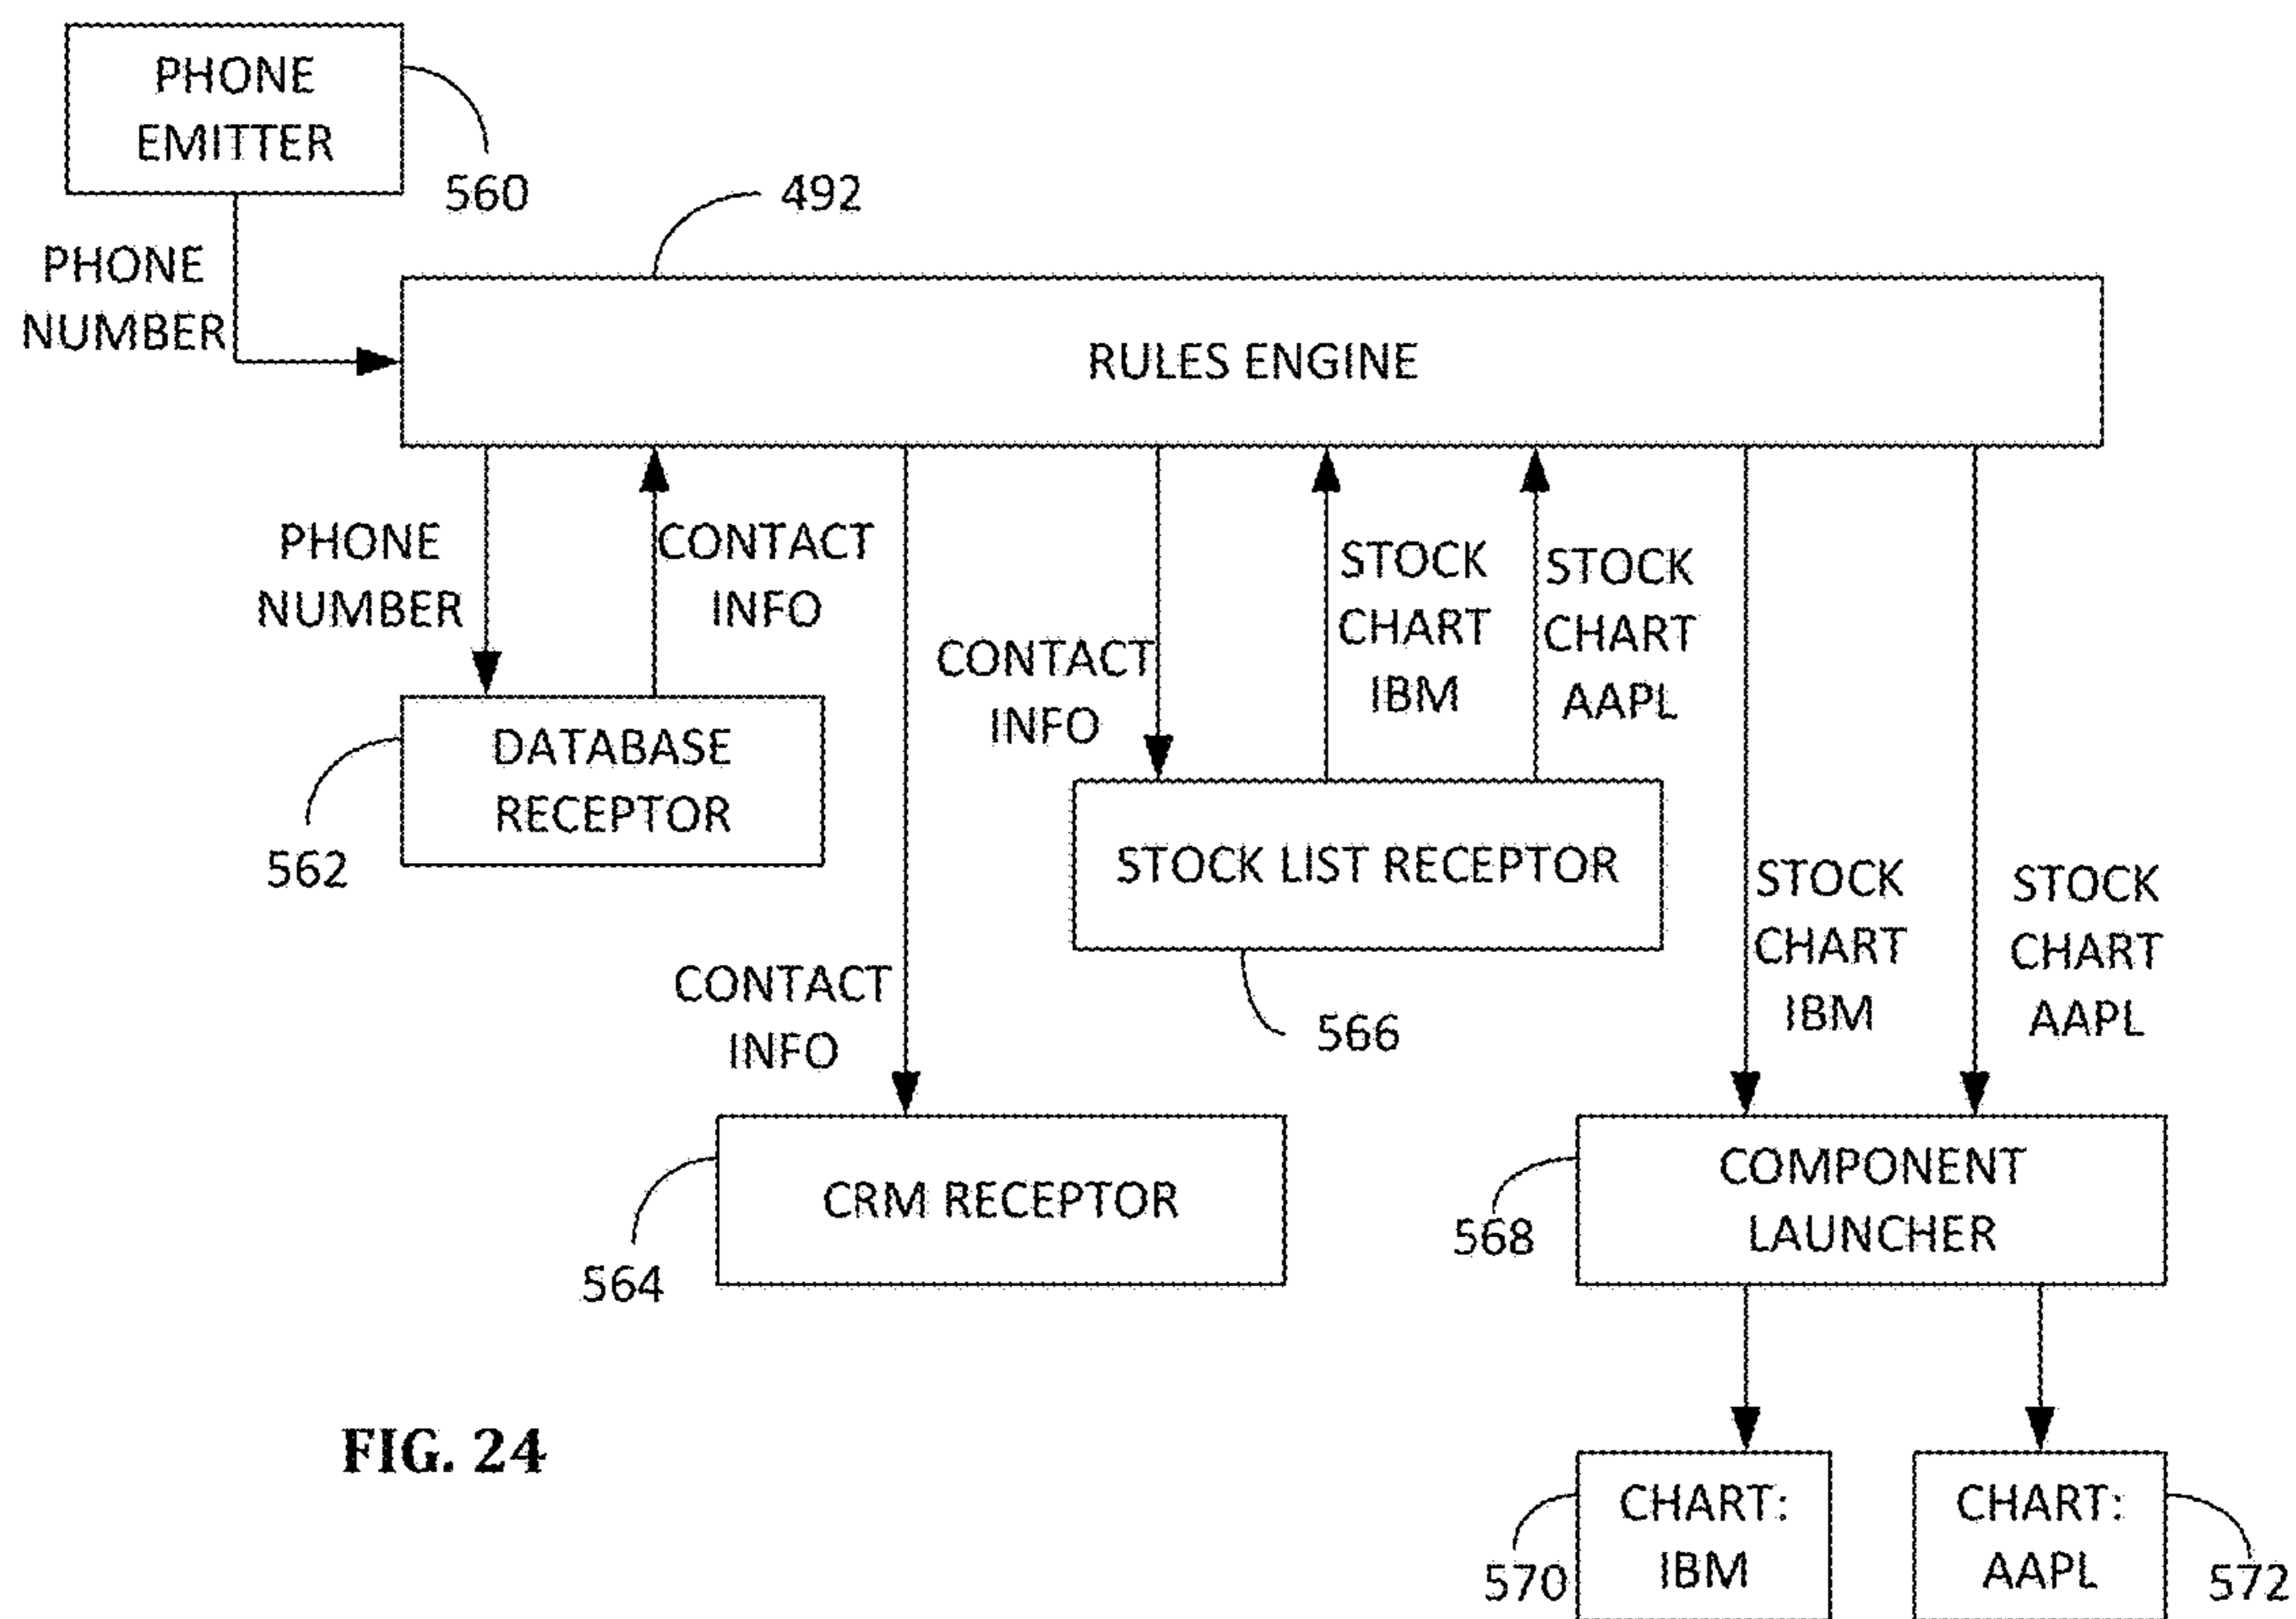 PHONE
EMITTER
560
492
PHONE
NUMBER
RULES ENGINE
PHONE
NUMBER
CONTACT
INFO
CONTACT
INFO
STOCK
CHART
IBM
STOCK
CHART
AAPL
DATABASE
RECEPTOR
562
STOCK LIST RECEPTOR
566
CONTACT
INFO
STOCK
CHART
IBM
STOCK
CHART
AAPL
CRM RECEPTOR
564
COMPONENT
LAUNCHER
568
FIG. 24
CHART:
IBM
570
CHART:
AAPL
572